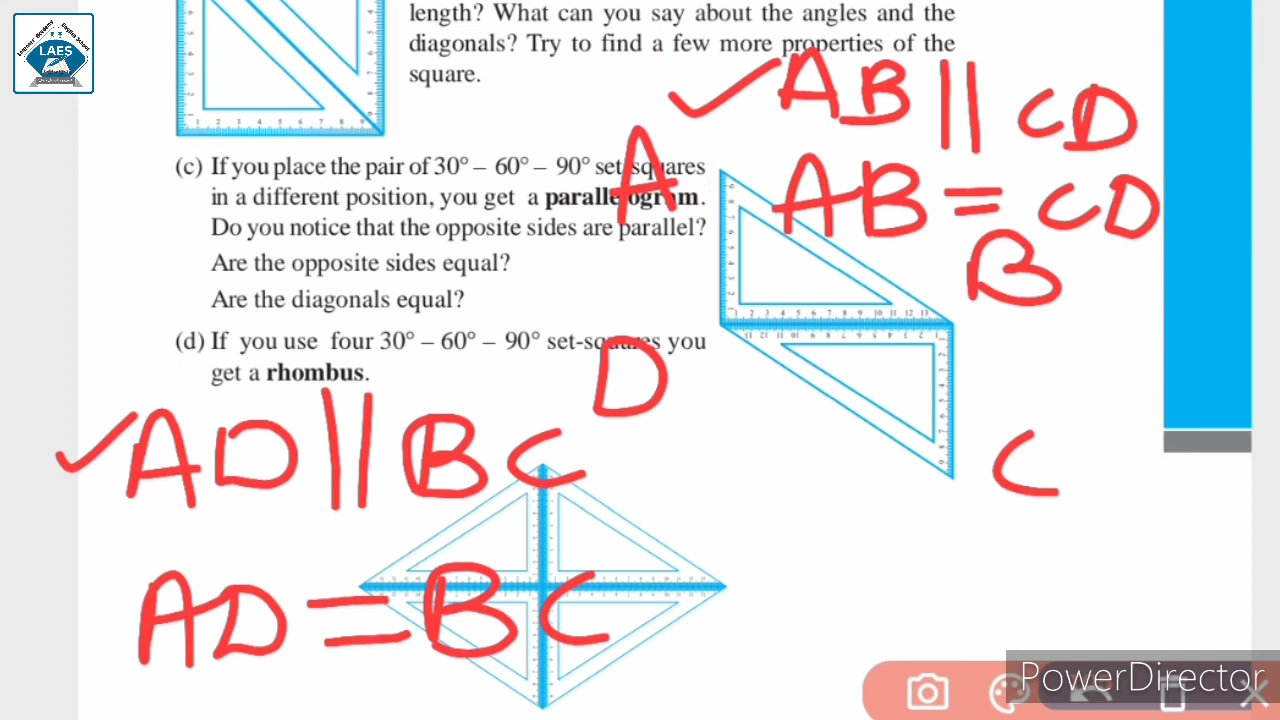 LAES
length? What can you say about the angles and the
diagonals? Try to find a few more properties of the
square.
AB || CD
(c) If you place the pair of 30° – 60° – 90° set squares
in a different position, you get a parallelogram.
A
AB = CD
Do you notice that the opposite sides are parallel?
B
Are the opposite sides equal?
Are the diagonals equal?
(d) If you use four 30° – 60° – 90° set-squares you
get a rhombus.
D
AD || BC
C
AD = BC
PowerDirector